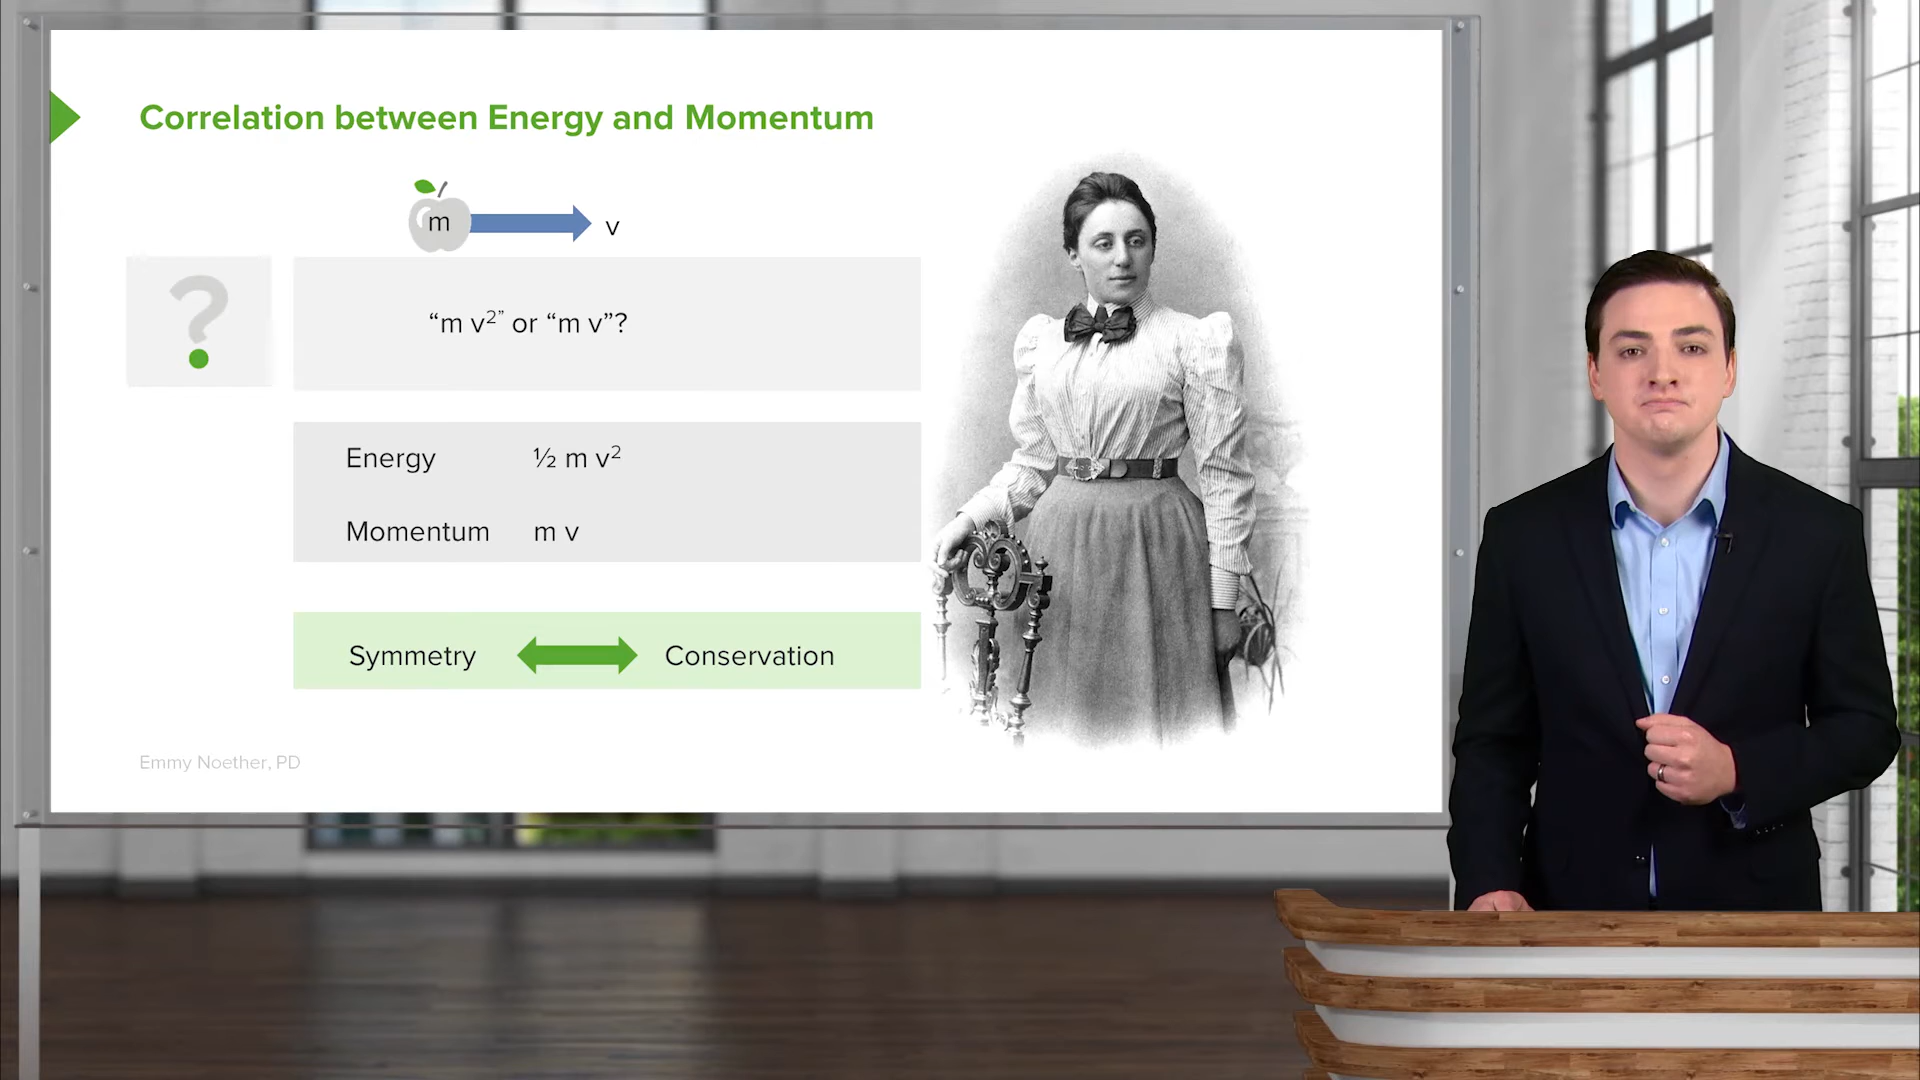 Correlation between Energy and Momentum
m
v
“m v²” or “m v”?
Energy ½ m v²
Momentum m v
Symmetry Conservation
Emmy Noether, PD